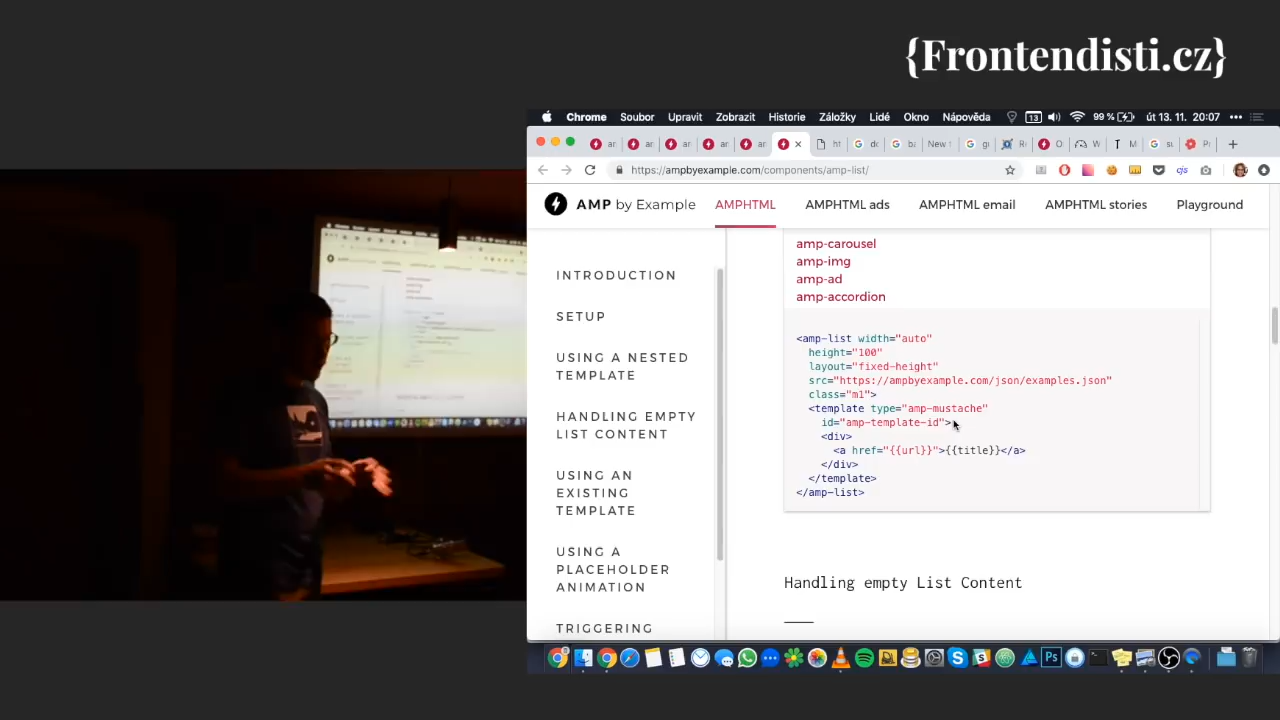 {Frontendisti.cz}
Chrome Soubor Upravit Zobrazit Historie Záložky Lidé Okno Nápověda 13 99 % út 13. 11. 20:07
https://ampbyexample.com/components/amp-list/
AMP by Example AMPHTML AMPHTML ads AMPHTML email AMPHTML stories Playground
INTRODUCTION
SETUP
USING A NESTED
TEMPLATE
HANDLING EMPTY
LIST CONTENT
USING AN
EXISTING
TEMPLATE
USING A
PLACEHOLDER
ANIMATION
TRIGGERING
amp-carousel
amp-img
amp-ad
amp-accordion
<amp-list width="auto"
height="100"
layout="fixed-height"
src="https://ampbyexample.com/json/examples.json"
class="m1">
<template type="amp-mustache"
id="amp-template-id">
<div>
<a href="{{url}}">{{title}}</a>
</div>
</template>
</amp-list>
Handling empty List Content